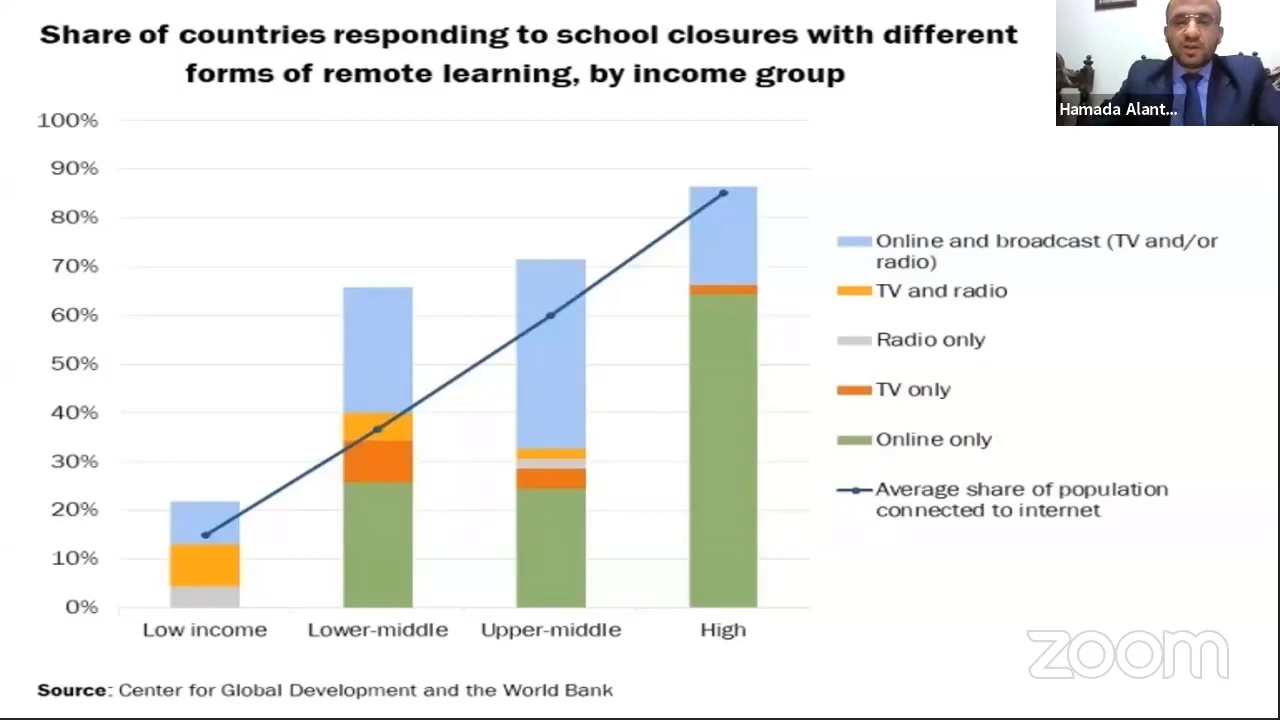 Share of countries responding to school closures with different
forms of remote learning, by income group
Hamada Alant...
100%
90%
80%
70%
60%
50%
40%
30%
20%
10%
0%
Low income
Lower-middle
Upper-middle
High
Online and broadcast (TV and/or
radio)
TV and radio
Radio only
TV only
Online only
Average share of population
connected to internet
zoom
Source: Center for Global Development and the World Bank